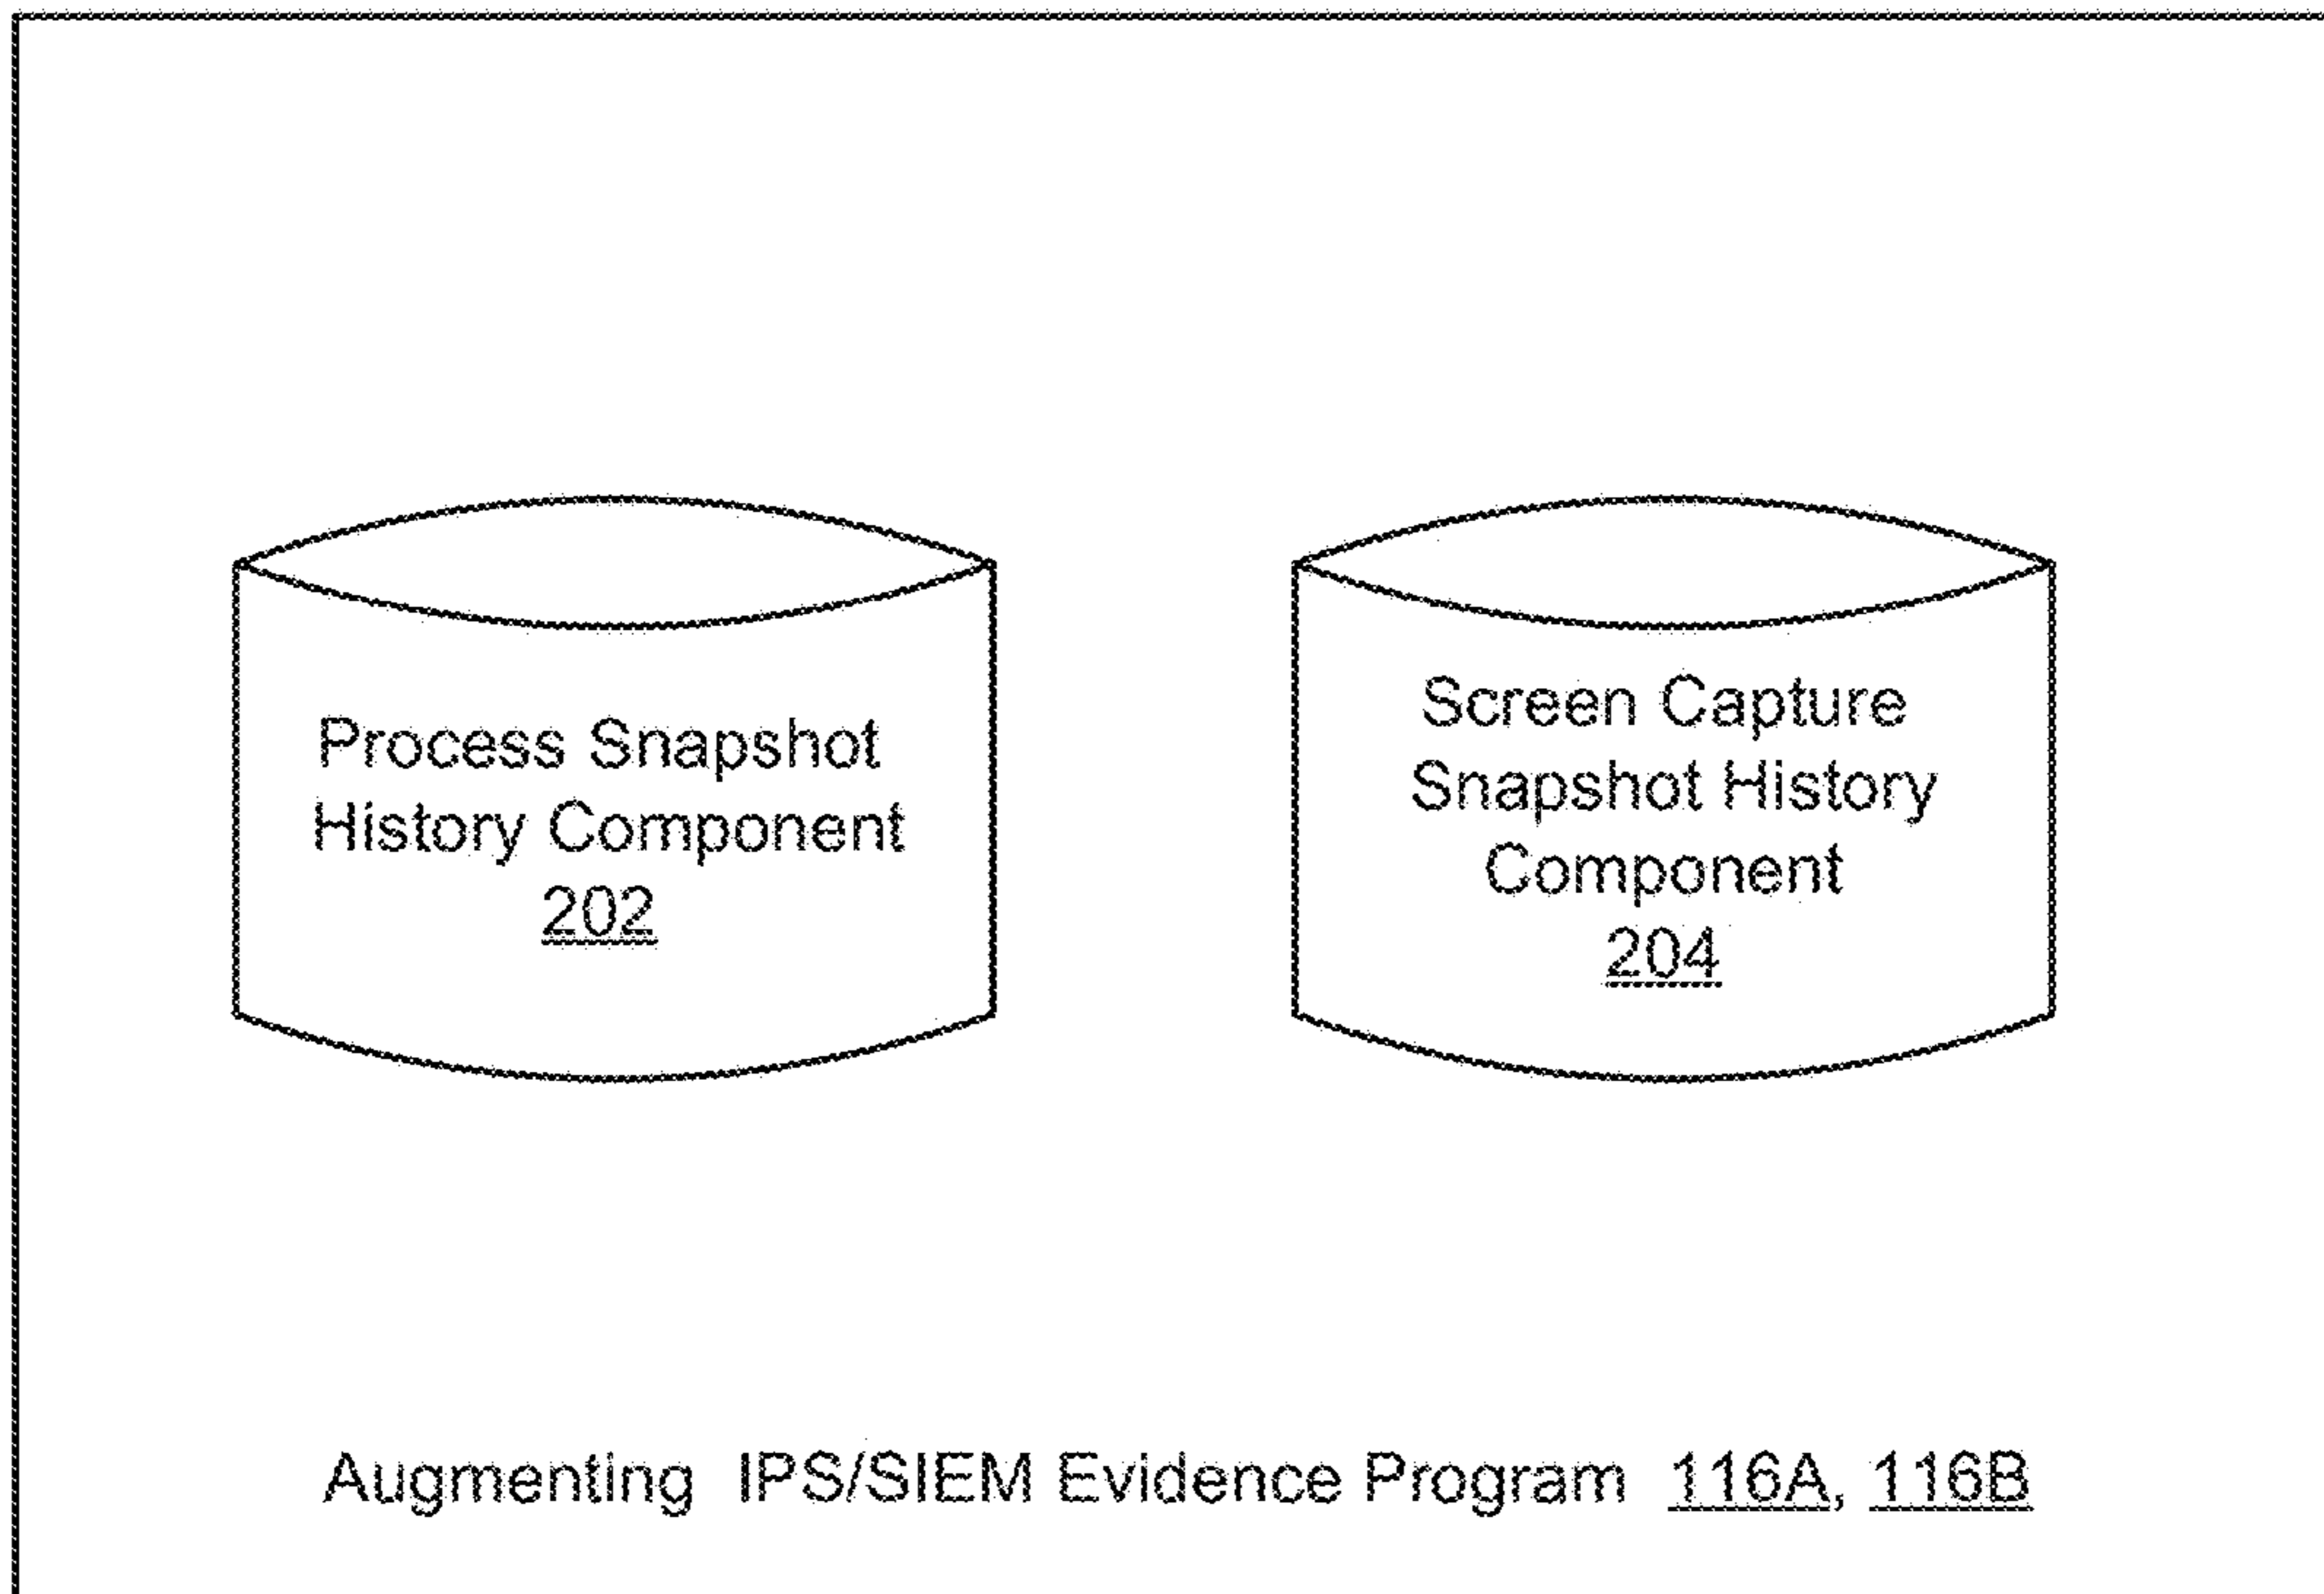 Process Snapshot
History Component
202
Screen Capture
Snapshot History
Component
204
Augmenting IPS/SIEM Evidence Program 116A, 116B